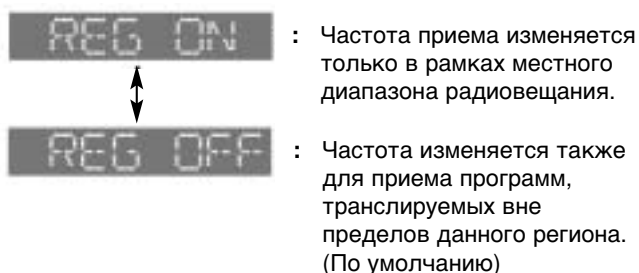 REG ON : Частота приема изменяется
только в рамках местного
диапазона радиовещания.
REG OFF : Частота изменяется также
для приема программ,
транслируемых вне
пределов данного региона.
(По умолчанию)